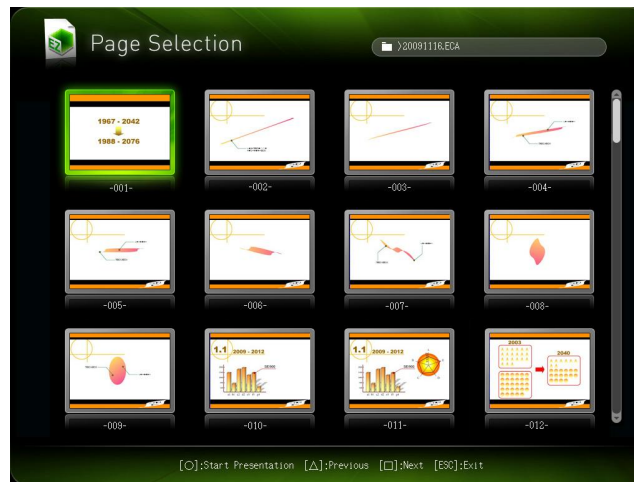 EZ
Page Selection
>20091116.ECA
1967 - 2042
1988 - 2076
-001-
-002-
-003-
-004-
-005-
-006-
-007-
-008-
1.1 2009 - 2012
1.1 2009 - 2012
2003
2040
-009-
-010-
-011-
-012-
[○]:Start Presentation [△]:Previous [□]:Next [ESC]:Exit